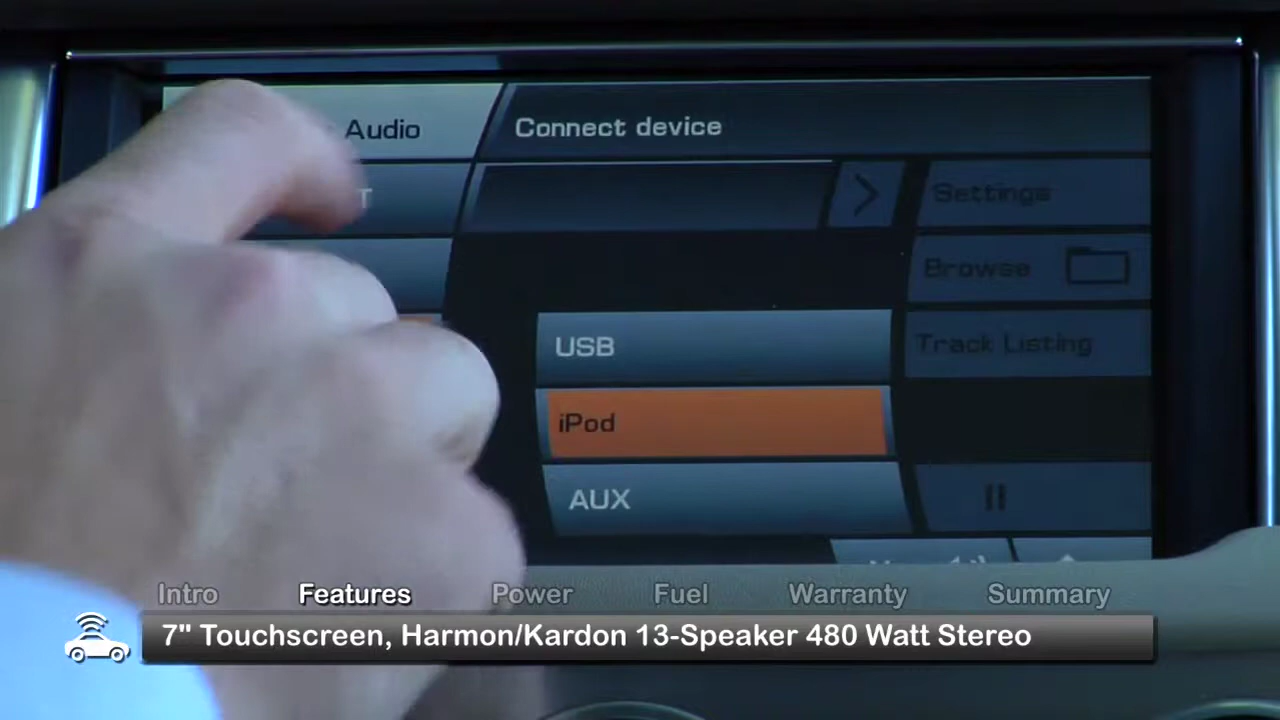 Audio
Connect device
Settings
Browse
USB
Track Listing
iPod
AUX
Intro Features Power Fuel Warranty Summary
7" Touchscreen, Harmon/Kardon 13-Speaker 480 Watt Stereo